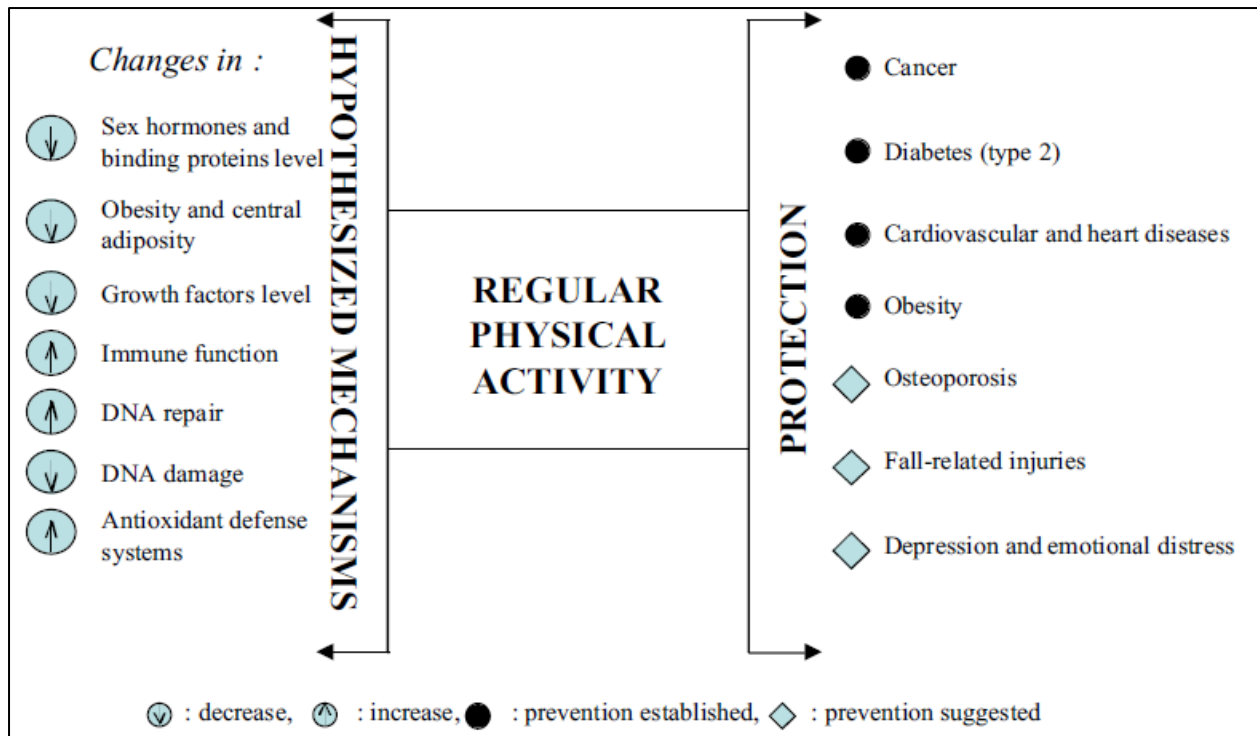 Changes in :
Sex hormones and
binding proteins level
Obesity and central
adiposity
Growth factors level
Immune function
DNA repair
DNA damage
Antioxidant defense
systems
HYPOTHESIZED MECHANISMS
REGULAR
PHYSICAL
ACTIVITY
PROTECTION
Cancer
Diabetes (type 2)
Cardiovascular and heart diseases
Obesity
Osteoporosis
Fall-related injuries
Depression and emotional distress
: decrease, : increase, : prevention established, : prevention suggested